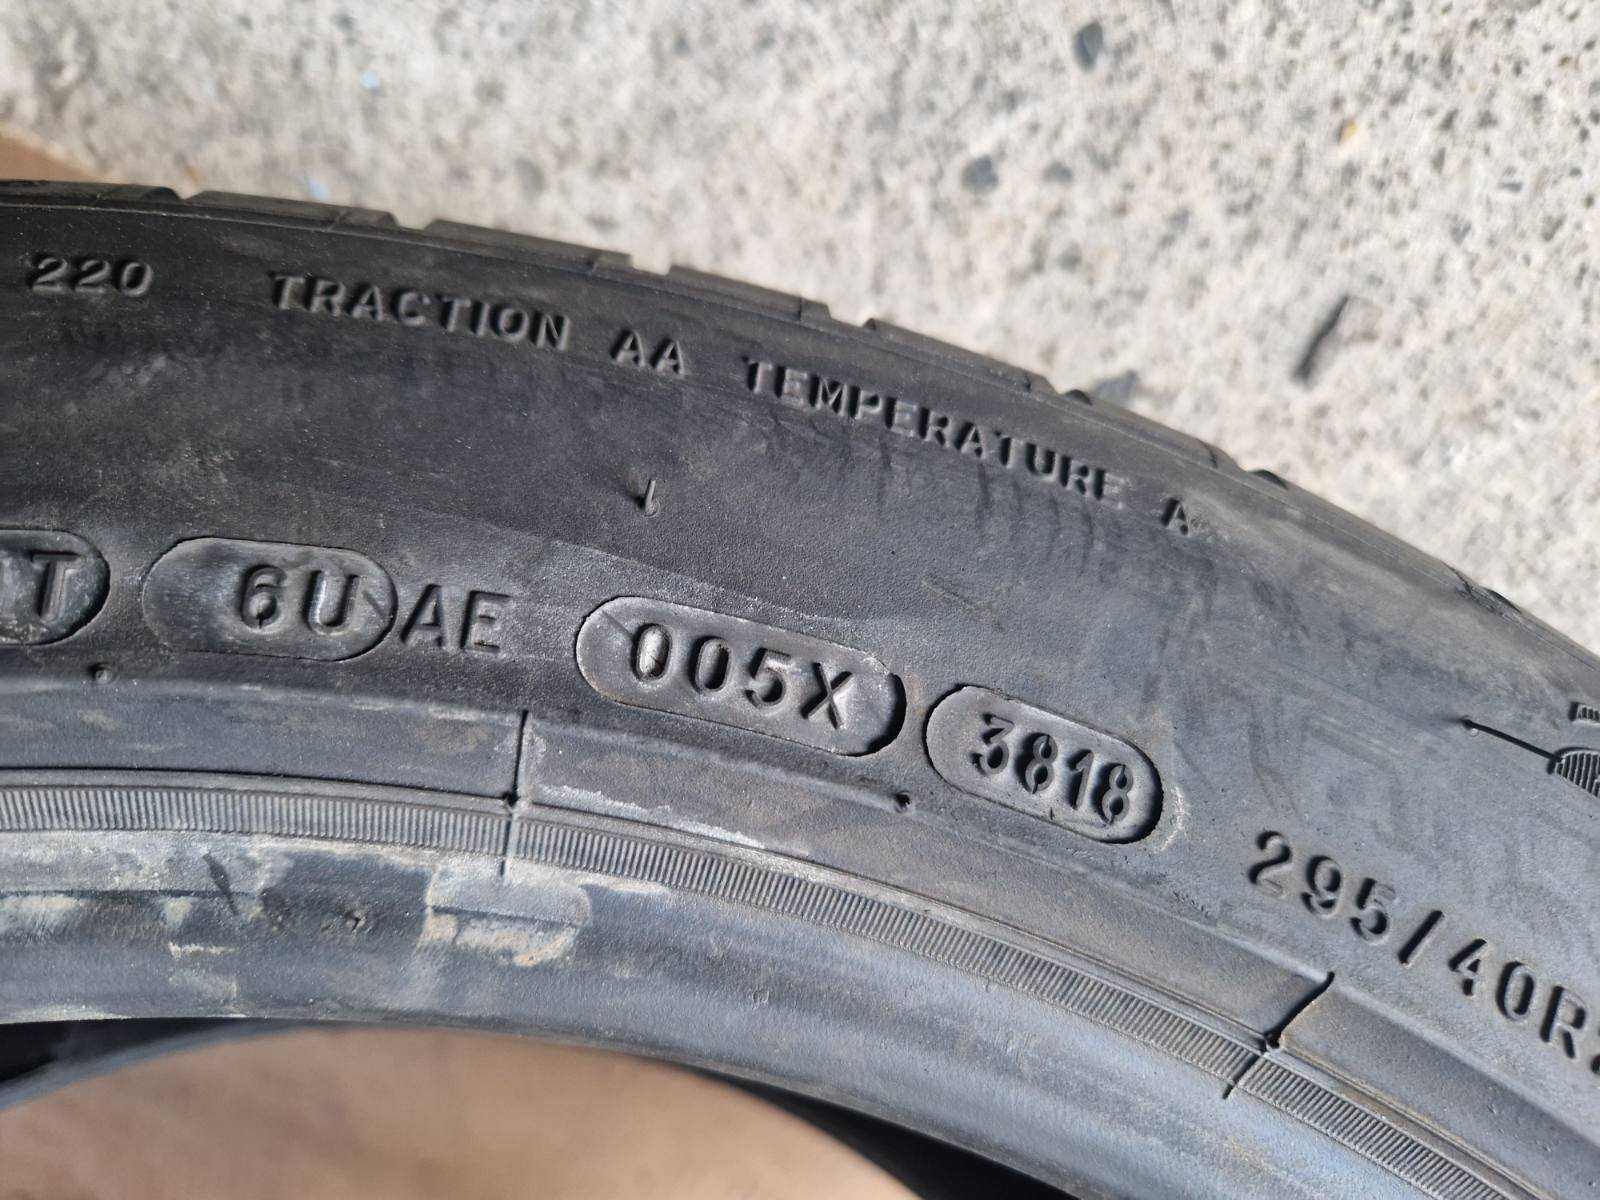 220 TRACTION AA TEMPERATURE A
T 6U AE 005X 3818
295/40R